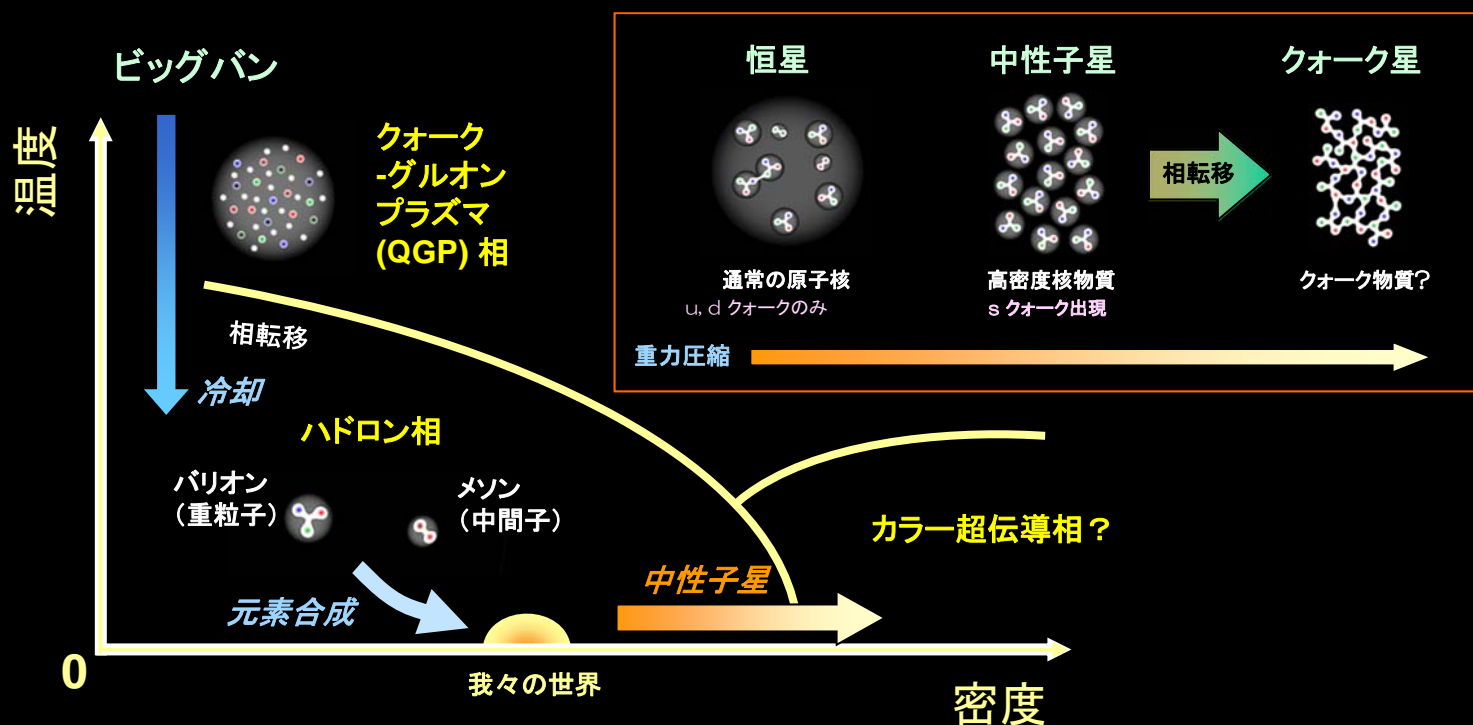 ビッグバン
温度
クォーク
-グルオン
プラズマ
(QGP) 相
相転移
冷却
ハドロン相
バリオン
（重粒子）
メソン
（中間子）
元素合成
中性子星
カラー超伝導相？
0
我々の世界
密度
恒星
中性子星
クォーク星
相転移
通常の原子核
高密度核物質
クォーク物質？
u, d クォークのみ
s クォーク出現
重力圧縮